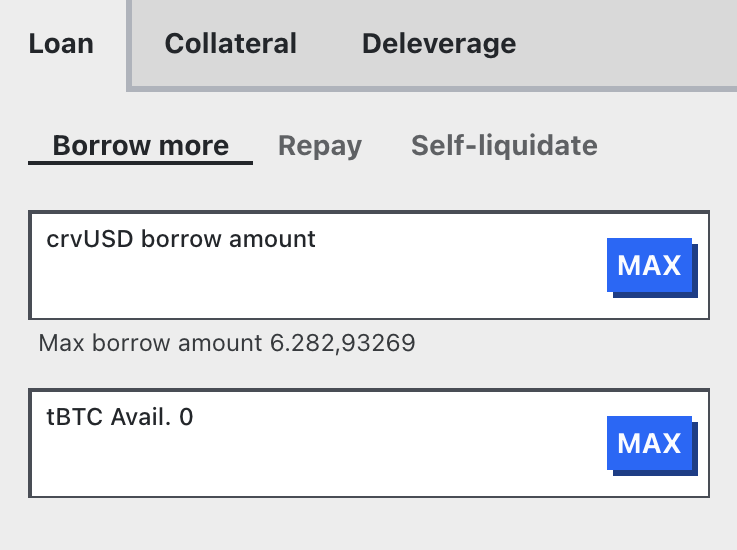 Loan Collateral Deleverage
Borrow more Repay Self-liquidate
crvUSD borrow amount
MAX
Max borrow amount 6.282,93269
tBTC Avail. 0
MAX